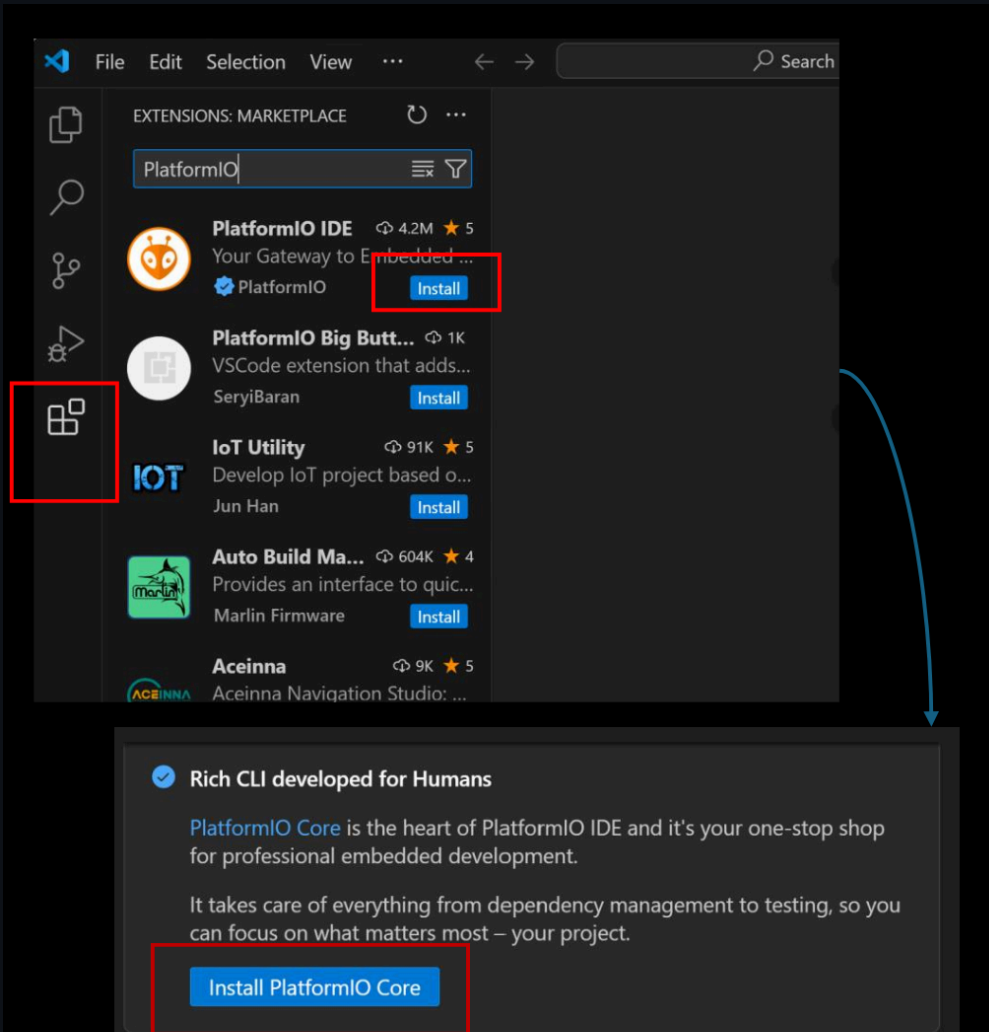 File Edit Selection View ... Search
EXTENSIONS: MARKETPLACE ...
PlatformIO
PlatformIO IDE 4.2M 5
Your Gateway to Embedded ...
PlatformIO Install
PlatformIO Big Butt... 1K
VSCode extension that adds...
SeryiBaran Install
IoT Utility 91K 5
IOT
Develop IoT project based o...
Jun Han Install
Auto Build Ma... 604K 4
Marlin
Provides an interface to quic...
Marlin Firmware Install
Aceinna 9K 5
ACEINNA
Aceinna Navigation Studio: ...
Rich CLI developed for Humans
PlatformIO Core is the heart of PlatformIO IDE and it's your one-stop shop
for professional embedded development.
It takes care of everything from dependency management to testing, so you
can focus on what matters most – your project.
Install PlatformIO Core